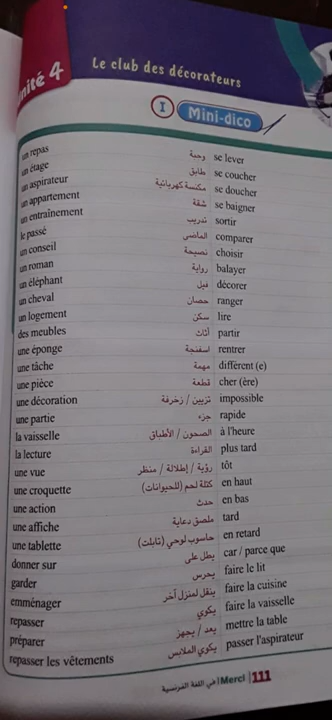 unité 4
Le club des décorateurs
I Mini-dico
un repas وجبة se lever
un étage طابق se coucher
un aspirateur مكنسة كهربائية se doucher
un appartement شقة se baigner
un entraînement تدريب sortir
le passé الماضى comparer
un conseil نصيحة choisir
un roman رواية balayer
un éléphant فيل décorer
un cheval حصان ranger
un logement سكن lire
des meubles أثاث partir
une éponge اسفنجة rentrer
une tâche مهمة différent (e)
une pièce قطعة cher (ère)
une décoration تزيين / زخرفة impossible
une partie جزء rapide
la vaisselle الصحون / الأطباق à l'heure
la lecture القراءة plus tard
une vue رؤية / إطلالة / منظر tôt
une croquette كتلة لحم (للحيوانات) en haut
une action حدث en bas
une affiche ملصق دعاية tard
une tablette حاسوب لوحي (تابلت) en retard
donner sur يطل على car / parce que
garder يحرس faire le lit
emménager ينقل لمنزل آخر faire la cuisine
repasser يكوي faire la vaisselle
préparer يعد / يجهز mettre la table
repasser les vêtements يكوي الملابس passer l'aspirateur
في اللغة الفرنسية Merci 111